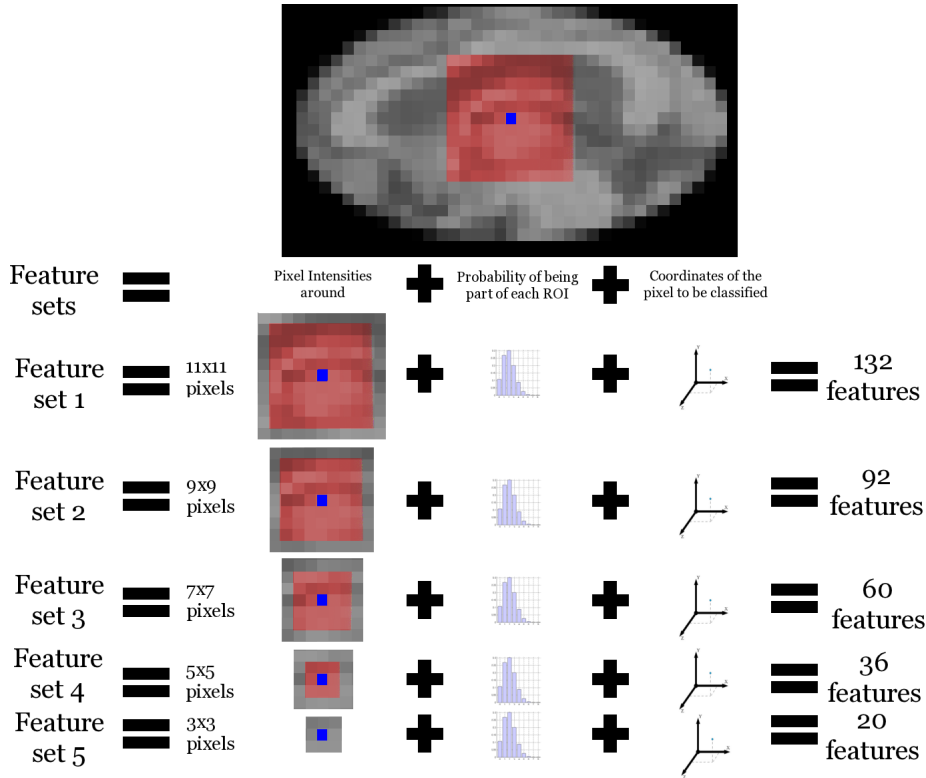 Feature sets
Pixel Intensities around
Probability of being part of each ROI
Coordinates of the pixel to be classified
Feature set 1
11x11 pixels
132 features
Feature set 2
9x9 pixels
92 features
Feature set 3
7x7 pixels
60 features
Feature set 4
5x5 pixels
36 features
Feature set 5
3x3 pixels
20 features